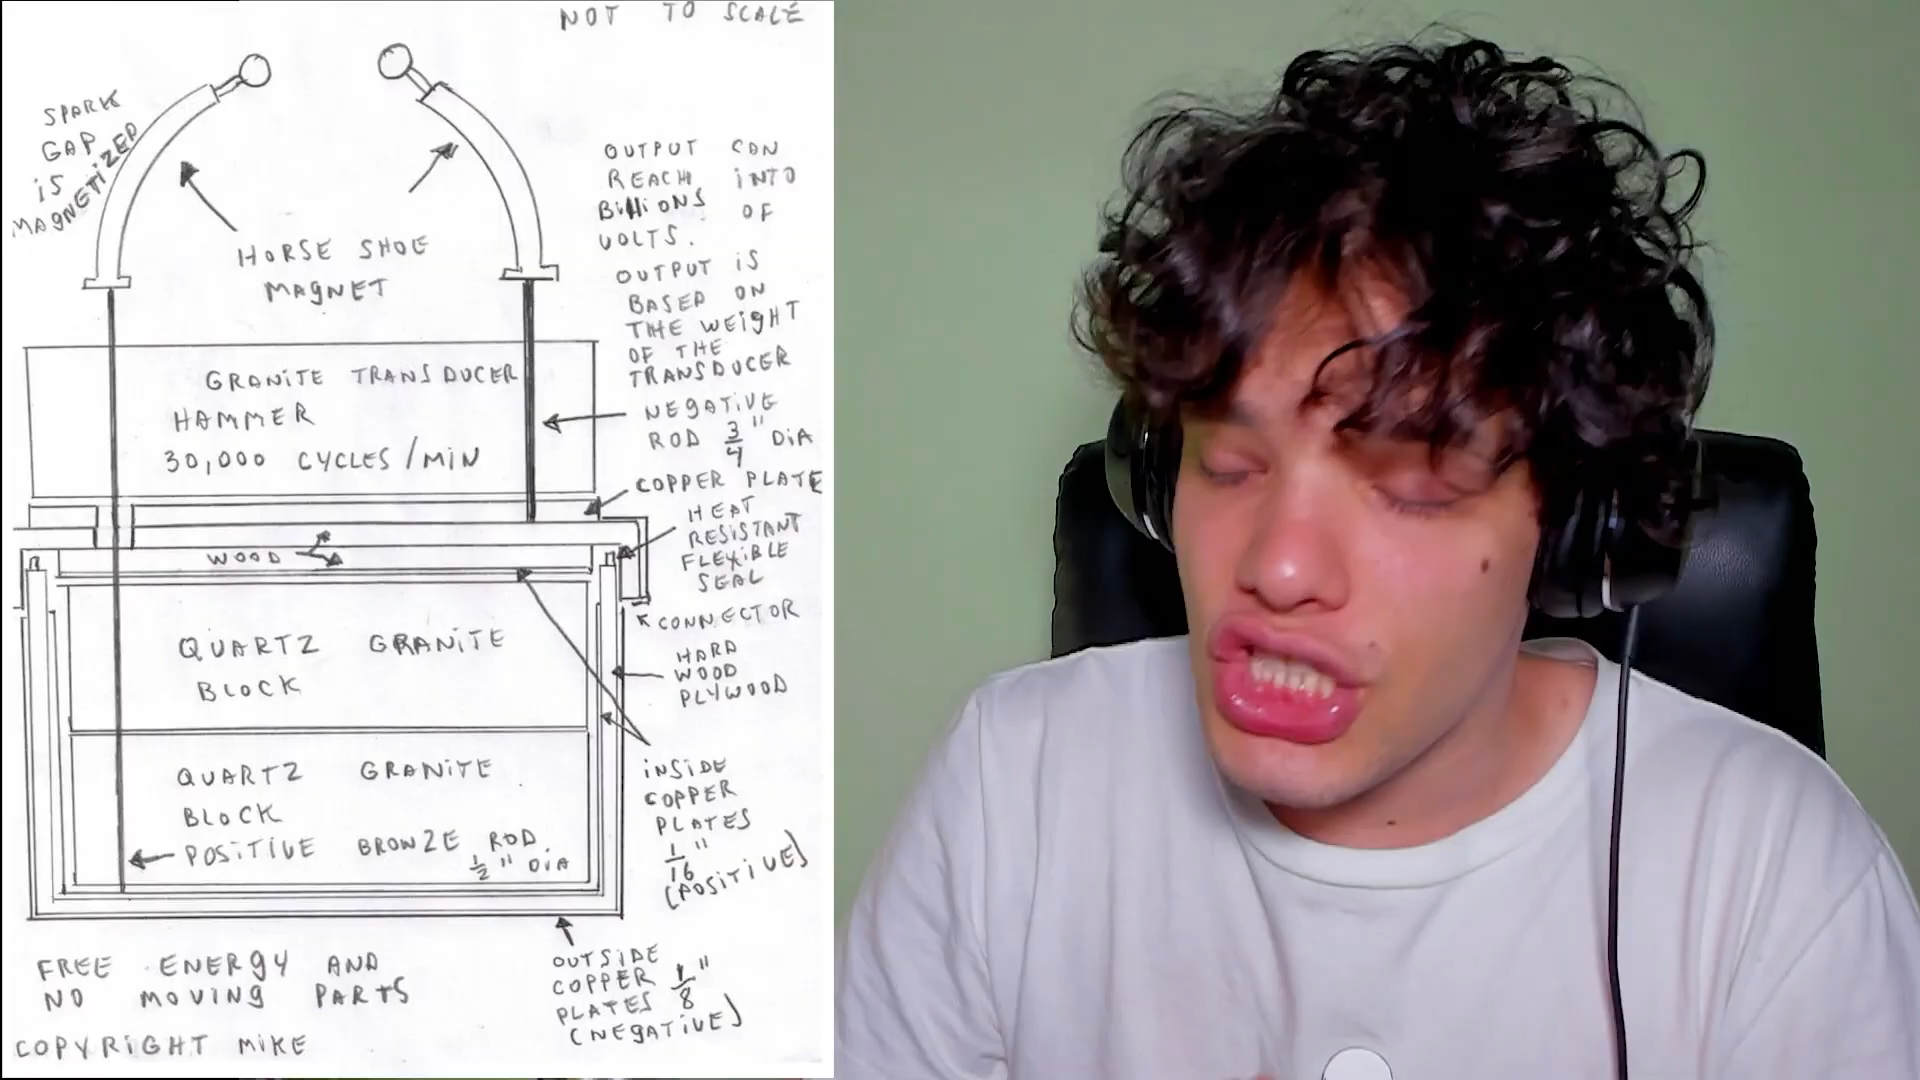 NOT TO SCALE
SPARK
GAP
iS
MAGNETIZED
HORSE SHOE
MAGNET
OUTPUT CAN
REACH iNTO
BilliONS OF
VOLTS.
OUTPUT iS
BASED ON
THE WEiGHT
OF THE
TRANSDUCER
GRANiTE TRANSDUCER
HAMMER
30,000 CYCLES/MiN
NEGATiVE
ROD 3/4" DiA
COPPER PLATE
HEAT
RESiSTANT
FLEXiBLE
SEAL
WOOD
CONNECTOR
HARD
WOOD
PLYWOOD
QUARTZ GRANiTE
BLOCK
QUARTZ GRANiTE
BLOCK
POSiTiVE BRONZE ROD.
1/2" DiA
iNSiDE
COPPER
PLATES
1/16"
(POSiTiVE)
OUTSiDE
COPPER 1/8"
PLATES
(NEGATiVE)
FREE ENERGY AND
NO MOViNG PARTS
COPYRiGHT MiKE